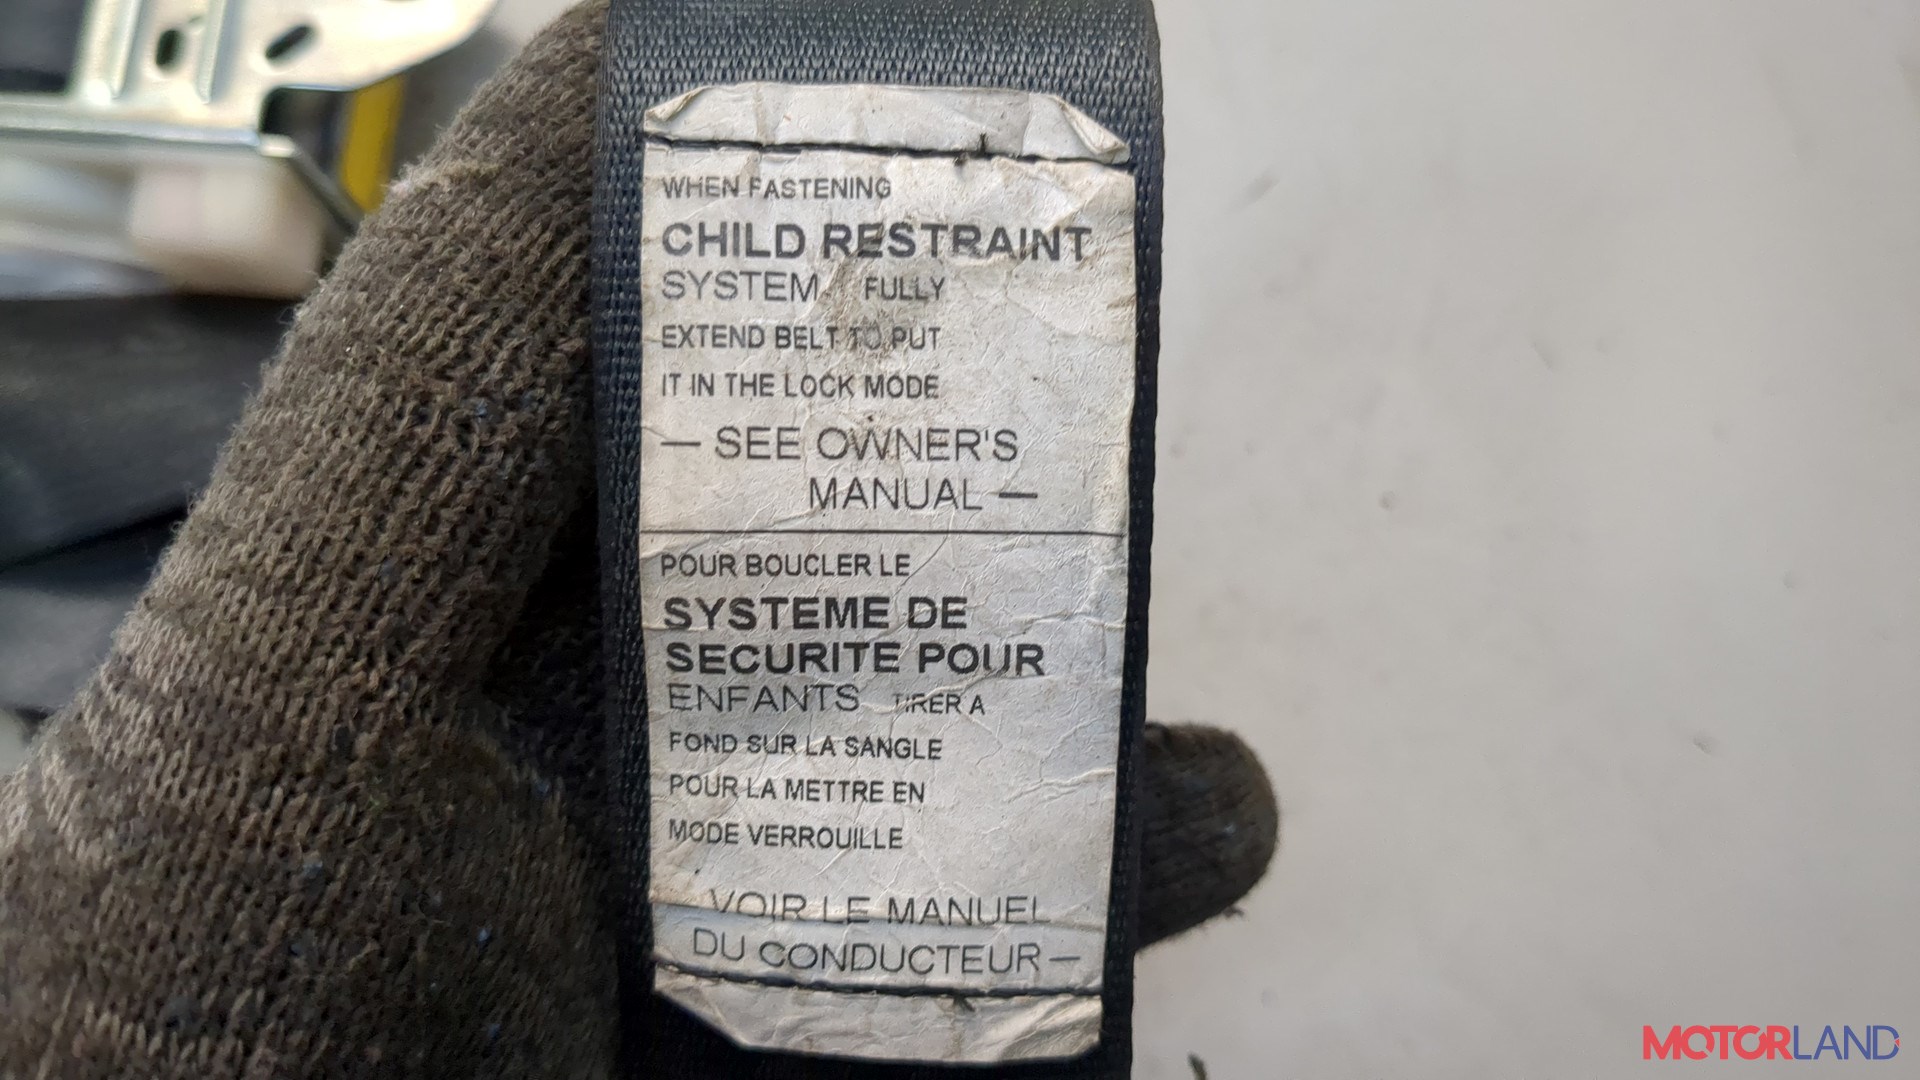 WHEN FASTENING
CHILD RESTRAINT
SYSTEM. FULLY
EXTEND BELT TO PUT
IT IN THE LOCK MODE
— SEE OWNER'S
MANUAL —
POUR BOUCLER LE
SYSTEME DE
SECURITE POUR
ENFANTS TIRER A
FOND SUR LA SANGLE
POUR LA METTRE EN
MODE VERROUILLE
— VOIR LE MANUEL
DU CONDUCTEUR —
MOTORLAND